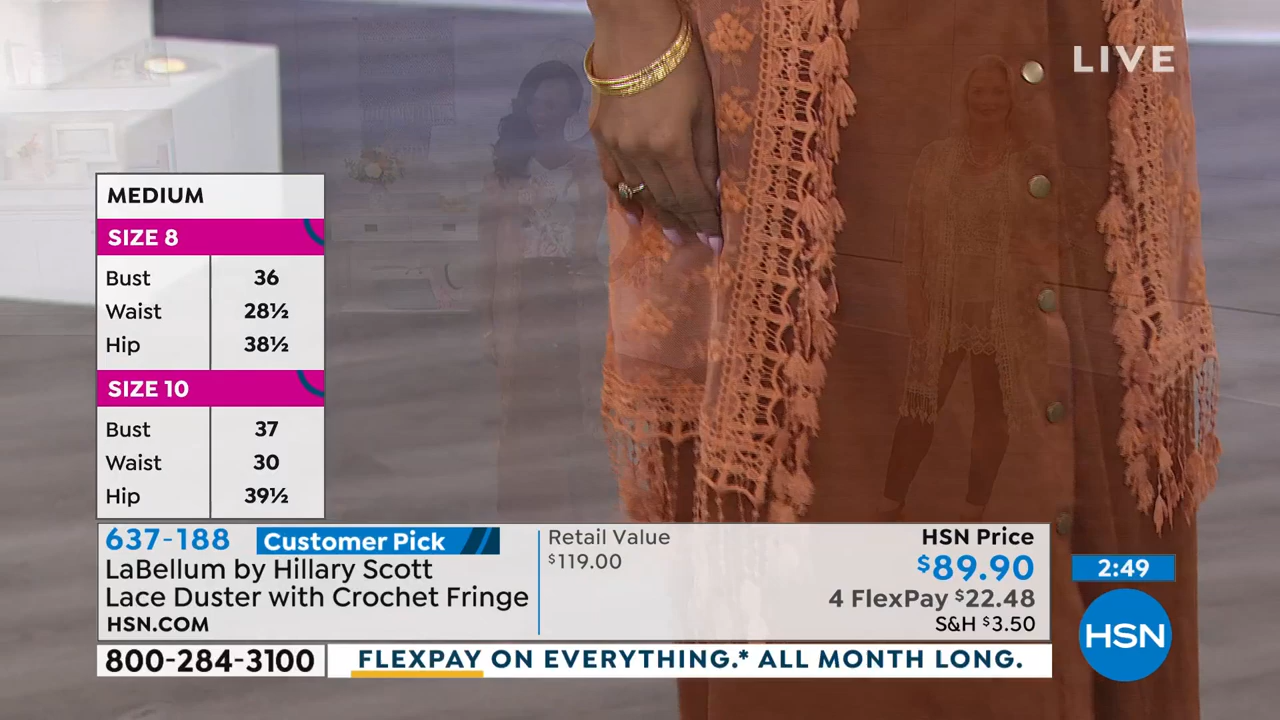 LIVE
MEDIUM
SIZE 8
Bust 36
Waist 28½
Hip 38½
SIZE 10
Bust 37
Waist 30
Hip 39½
637-188 Customer Pick
LaBellum by Hillary Scott
Lace Duster with Crochet Fringe
HSN.COM
Retail Value
$119.00
HSN Price
$89.90
4 FlexPay $22.48
S&H $3.50
2:49
HSN
800-284-3100
FLEXPAY ON EVERYTHING.* ALL MONTH LONG.